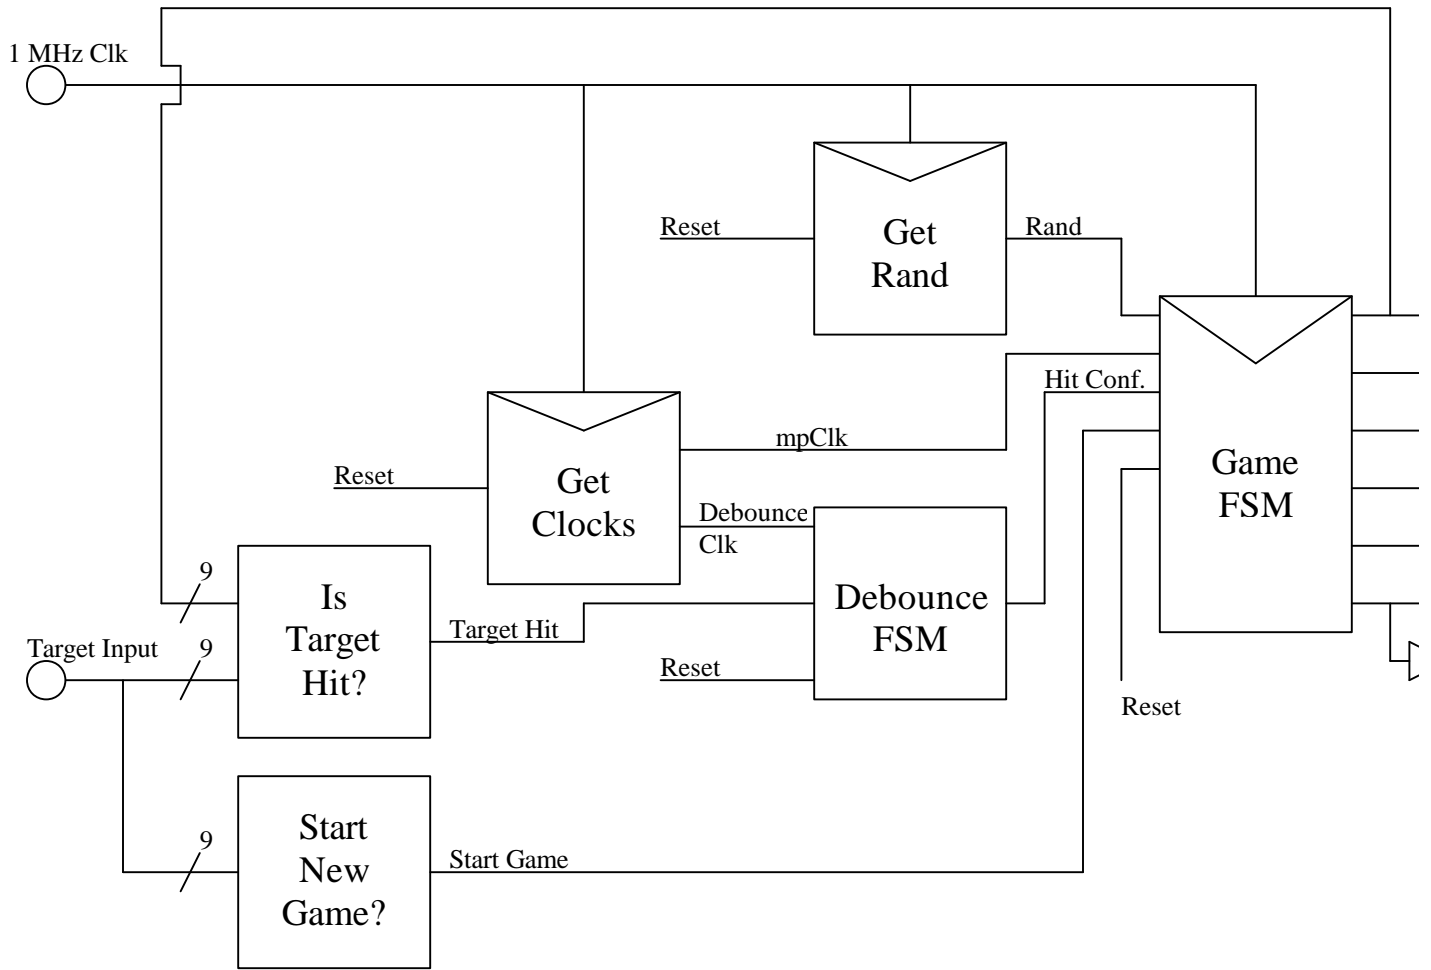 1 MHz Clk
Reset
Get
Rand
Rand
Hit Conf.
mpClk
Reset
Get
Clocks
Debounce
Clk
Game
FSM
9
Is
Target
Hit?
Target Hit
Debounce
FSM
Target Input
9
Reset
Reset
9
Start
New
Game?
Start Game